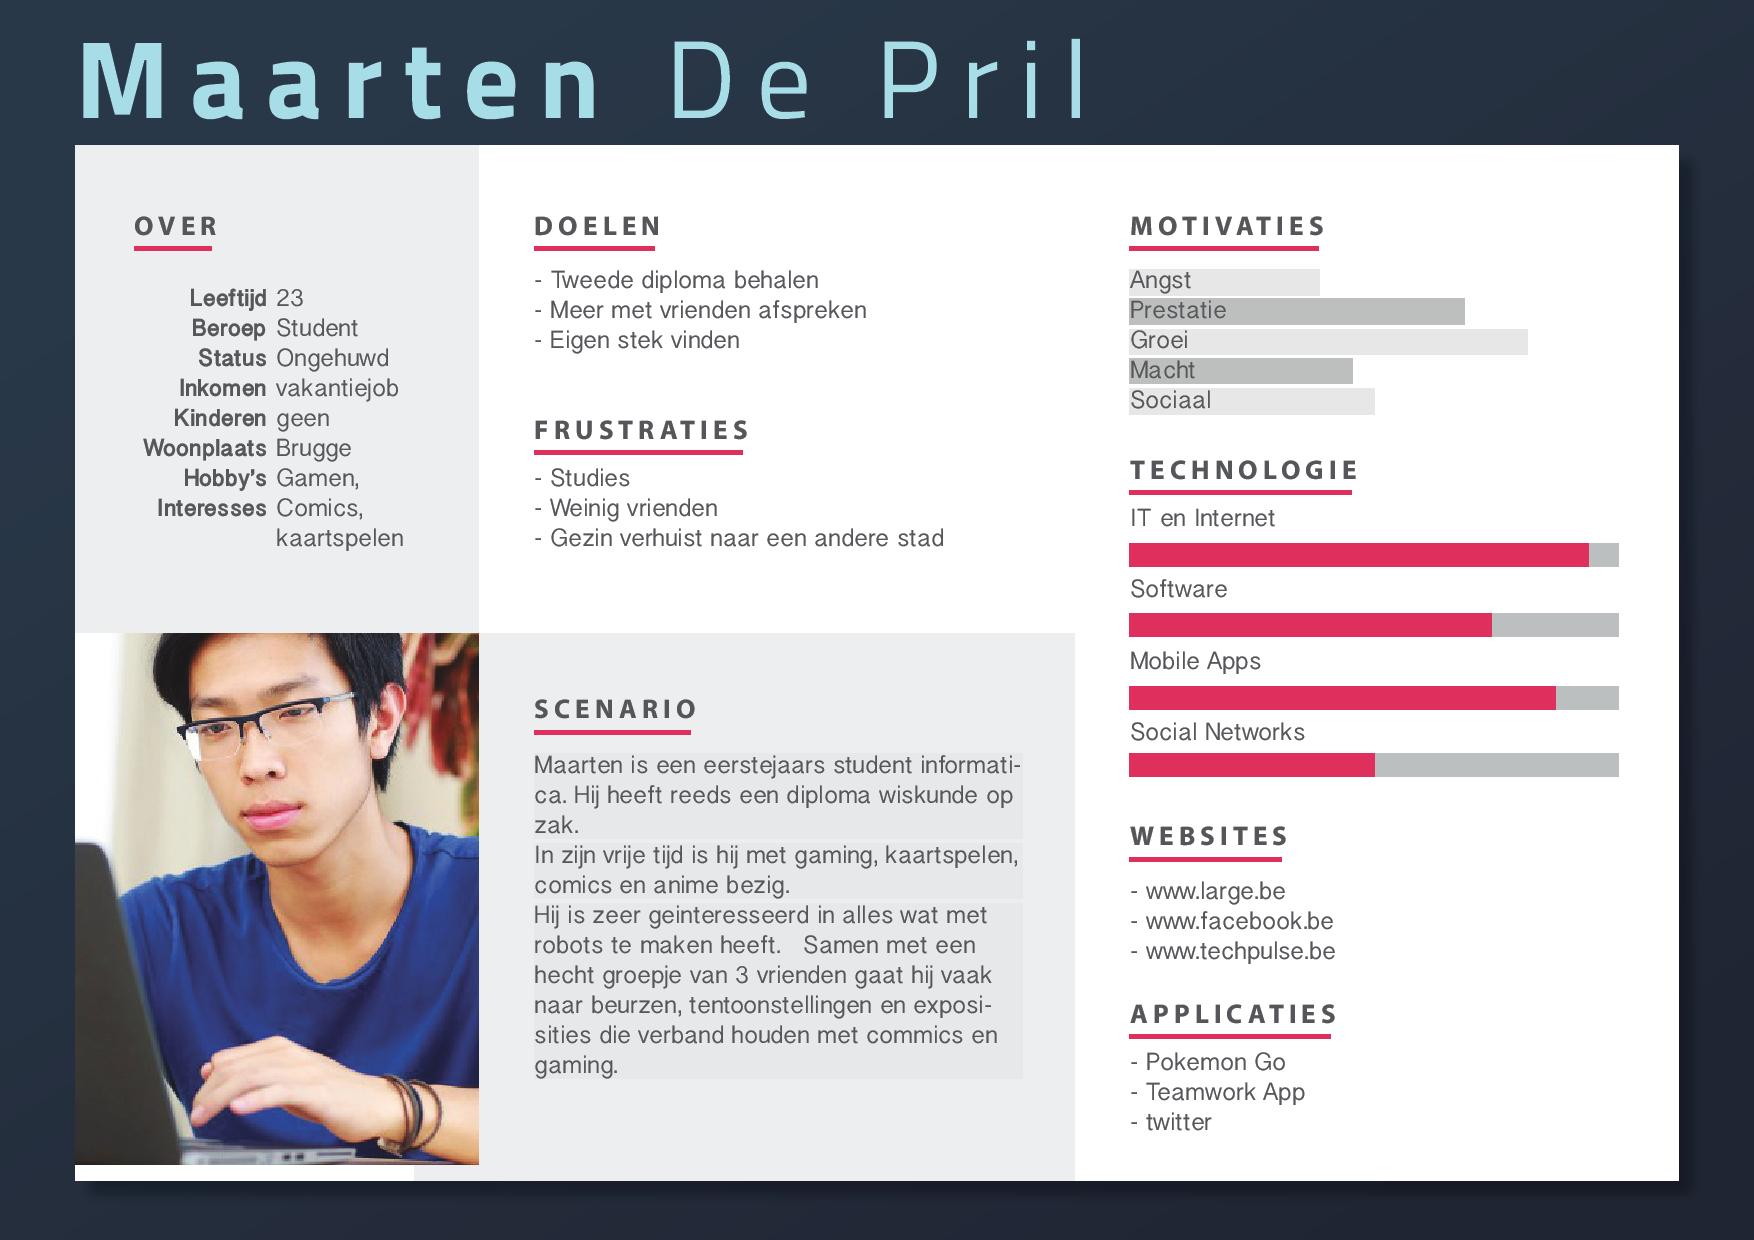 Maarten De Pril
OVER
Leeftijd 23
Beroep Student
Status Ongehuwd
Inkomen vakantiejob
Kinderen geen
Woonplaats Brugge
Hobby's Gamen,
Interesses Comics,
kaartspelen
DOELEN
- Tweede diploma behalen
- Meer met vrienden afspreken
- Eigen stek vinden
FRUSTRATIES
- Studies
- Weinig vrienden
- Gezin verhuist naar een andere stad
SCENARIO
Maarten is een eerstejaars student informati-
ca. Hij heeft reeds een diploma wiskunde op
zak.
In zijn vrije tijd is hij met gaming, kaartspelen,
comics en anime bezig.
Hij is zeer geinteresseerd in alles wat met
robots te maken heeft. Samen met een
hecht groepje van 3 vrienden gaat hij vaak
naar beurzen, tentoonstellingen en exposi-
sities die verband houden met commics en
gaming.
MOTIVATIES
Angst
Prestatie
Groei
Macht
Sociaal
TECHNOLOGIE
IT en Internet
Software
Mobile Apps
Social Networks
WEBSITES
- www.large.be
- www.facebook.be
- www.techpulse.be
APPLICATIES
- Pokemon Go
- Teamwork App
- twitter